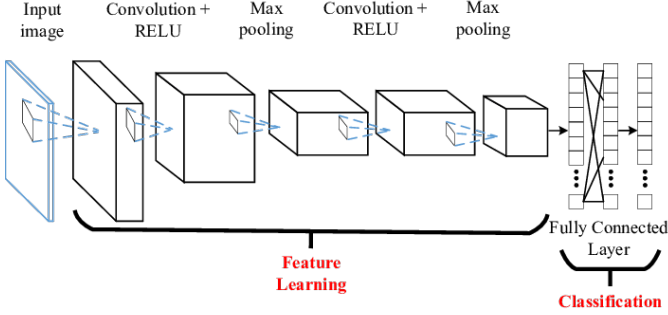 Input
image
Convolution +
RELU
Max
pooling
Convolution +
RELU
Max
pooling
Fully Connected
Layer
Feature
Learning
Classification